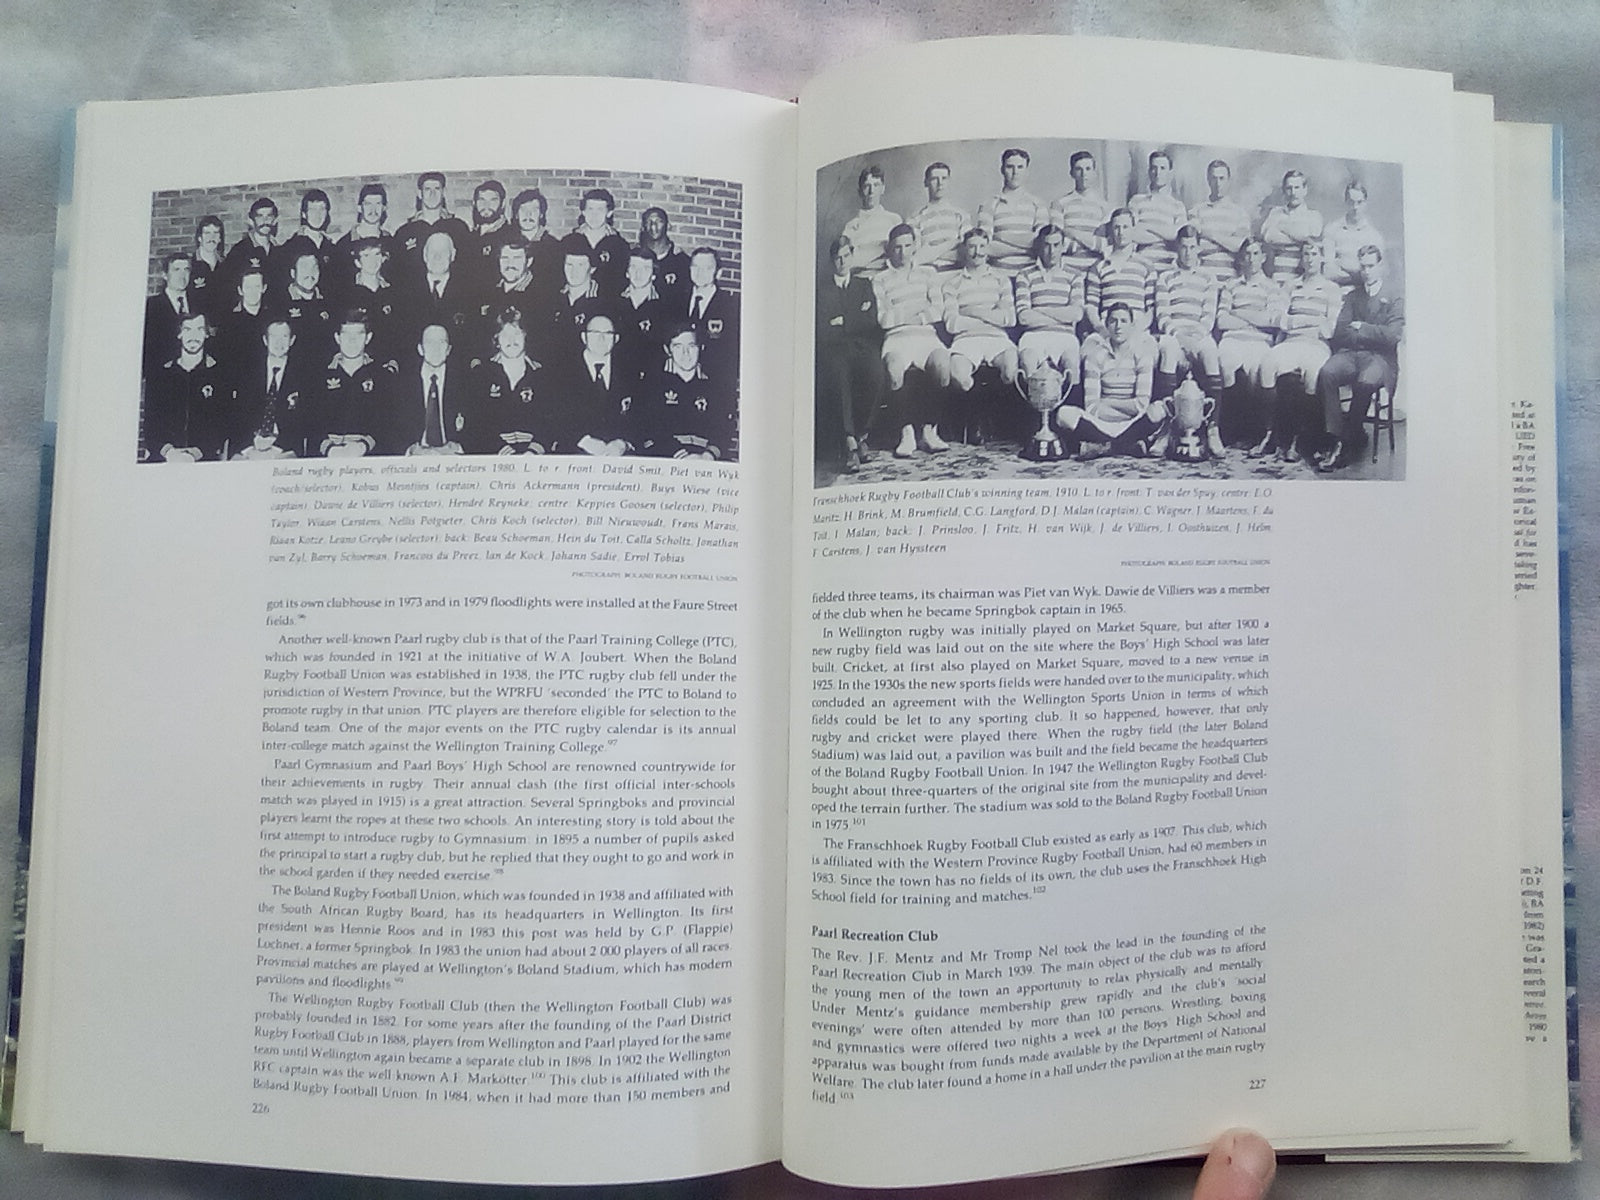 Boland rugby players, officials and selectors 1980. L. to r. front: David Smit, Piet van Wyk
(coach/selector), Kobus Meintjies (captain), Chris Ackermann (president), Buys Wiese (vice
captain), Dawie de Villiers (selector), Hendré Reyneke; centre: Keppies Goosen (selector), Philip
Taylor, Wiaan Carstens, Nellis Potgieter, Chris Koch (selector), Bill Nieuwoudt, Frans Marais,
Riaan Kotze, Leano Greybe (selector); back: Beau Schoeman, Hein du Toit, Calla Scholtz, Jonathan
van Zyl, Barry Schoeman, Francois du Preez, Ian de Kock, Johann Sadie, Errol Tobias
PHOTOGRAPH: BOLAND RUGBY FOOTBALL UNION
got its own clubhouse in 1973 and in 1979 floodlights were installed at the Faure Street
fields.96
Another well-known Paarl rugby club is that of the Paarl Training College (PTC),
which was founded in 1921 at the initiative of W.A. Joubert. When the Boland
Rugby Football Union was established in 1938, the PTC rugby club fell under the
jurisdiction of Western Province, but the WPRFU 'seconded' the PTC to Boland to
promote rugby in that union. PTC players are therefore eligible for selection to the
Boland team. One of the major events on the PTC rugby calendar is its annual
inter-college match against the Wellington Training College.97
Paarl Gymnasium and Paarl Boys' High School are renowned countrywide for
their achievements in rugby. Their annual clash (the first official inter-schools
match was played in 1915) is a great attraction. Several Springboks and provincial
players learnt the ropes at these two schools. An interesting story is told about the
first attempt to introduce rugby to Gymnasium: in 1895 a number of pupils asked
the principal to start a rugby club, but he replied that they ought to go and work in
the school garden if they needed exercise.98
The Boland Rugby Football Union, which was founded in 1938 and affiliated with
the South African Rugby Board, has its headquarters in Wellington. Its first
president was Hennie Roos and in 1983 this post was held by G.P. (Flappie)
Lochner, a former Springbok. In 1983 the union had about 2 000 players of all races.
Provincial matches are played at Wellington's Boland Stadium, which has modern
pavilions and floodlights.99
The Wellington Rugby Football Club (then the Wellington Football Club) was
probably founded in 1882. For some years after the founding of the Paarl District
Rugby Football Club in 1888, players from Wellington and Paarl played for the same
team until Wellington again became a separate club in 1898. In 1902 the Wellington
RFC captain was the well-known A.F. Markötter.100 This club is affiliated with the
Boland Rugby Football Union. In 1984, when it had more than 150 members and
226
Franschhoek Rugby Football Club's winning team, 1910. L. to r. front: T. van der Spuy; centre: E.O.
Maritz, H. Brink, M. Brumfield, C.G. Langford, D.J. Malan (captain), C. Wagner, J. Maartens, F. du
Toit, I. Malan; back: J. Prinsloo, J. Fritz, H. van Wijk, J. de Villiers, I. Oosthuizen, J. Helm,
F. Carstens, J. van Hyssteen
PHOTOGRAPH: BOLAND RUGBY FOOTBALL UNION
fielded three teams, its chairman was Piet van Wyk. Dawie de Villiers was a member
of the club when he became Springbok captain in 1965.
In Wellington rugby was initially played on Market Square, but after 1900 a
new rugby field was laid out on the site where the Boys' High School was later
built. Cricket, at first also played on Market Square, moved to a new venue in
1925. In the 1930s the new sports fields were handed over to the municipality, which
concluded an agreement with the Wellington Sports Union in terms of which
fields could be let to any sporting club. It so happened, however, that only
rugby and cricket were played there. When the rugby field (the later Boland
Stadium) was laid out, a pavilion was built and the field became the headquarters
of the Boland Rugby Football Union. In 1947 the Wellington Rugby Football Club
bought about three-quarters of the original site from the municipality and devel-
oped the terrain further. The stadium was sold to the Boland Rugby Football Union
in 1975.101
The Franschhoek Rugby Football Club existed as early as 1907. This club, which
is affiliated with the Western Province Rugby Football Union, had 60 members in
1983. Since the town has no fields of its own, the club uses the Franschhoek High
School field for training and matches.102
Paarl Recreation Club
The Rev. J.F. Mentz and Mr Tromp Nel took the lead in the founding of the
Paarl Recreation Club in March 1939. The main object of the club was to afford
the young men of the town an opportunity to relax physically and mentally.
Under Mentz's guidance membership grew rapidly and the club's 'social
evenings' were often attended by more than 100 persons. Wrestling, boxing
and gymnastics were offered two nights a week at the Boys' High School and
apparatus was bought from funds made available by the Department of National
Welfare. The club later found a home in a hall under the pavilion at the main rugby
field.103
227